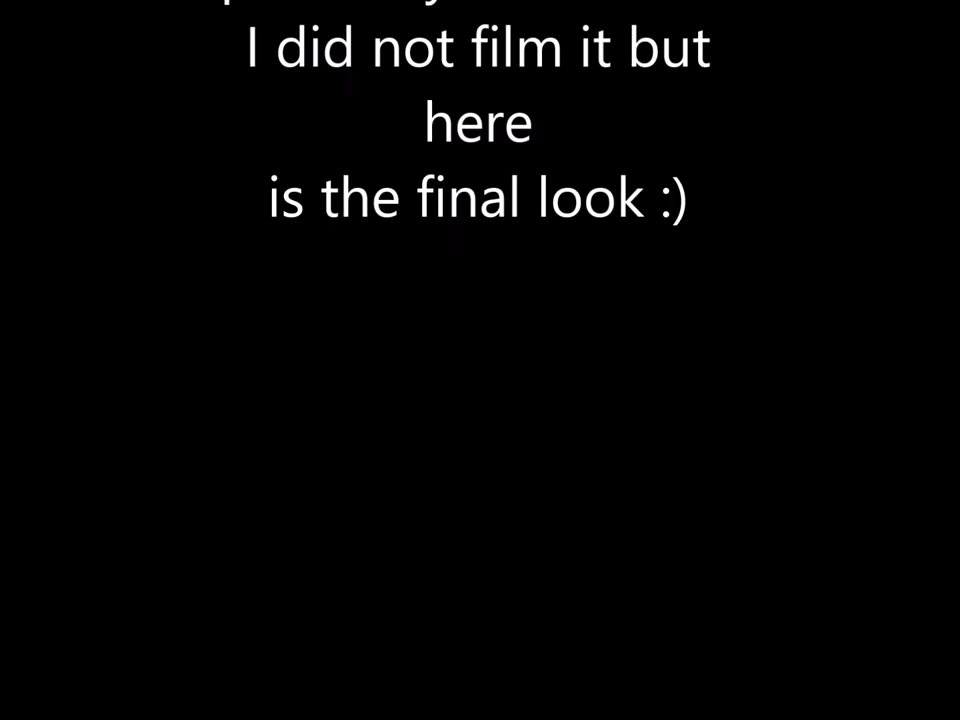 I did not film it but
here
is the final look :)